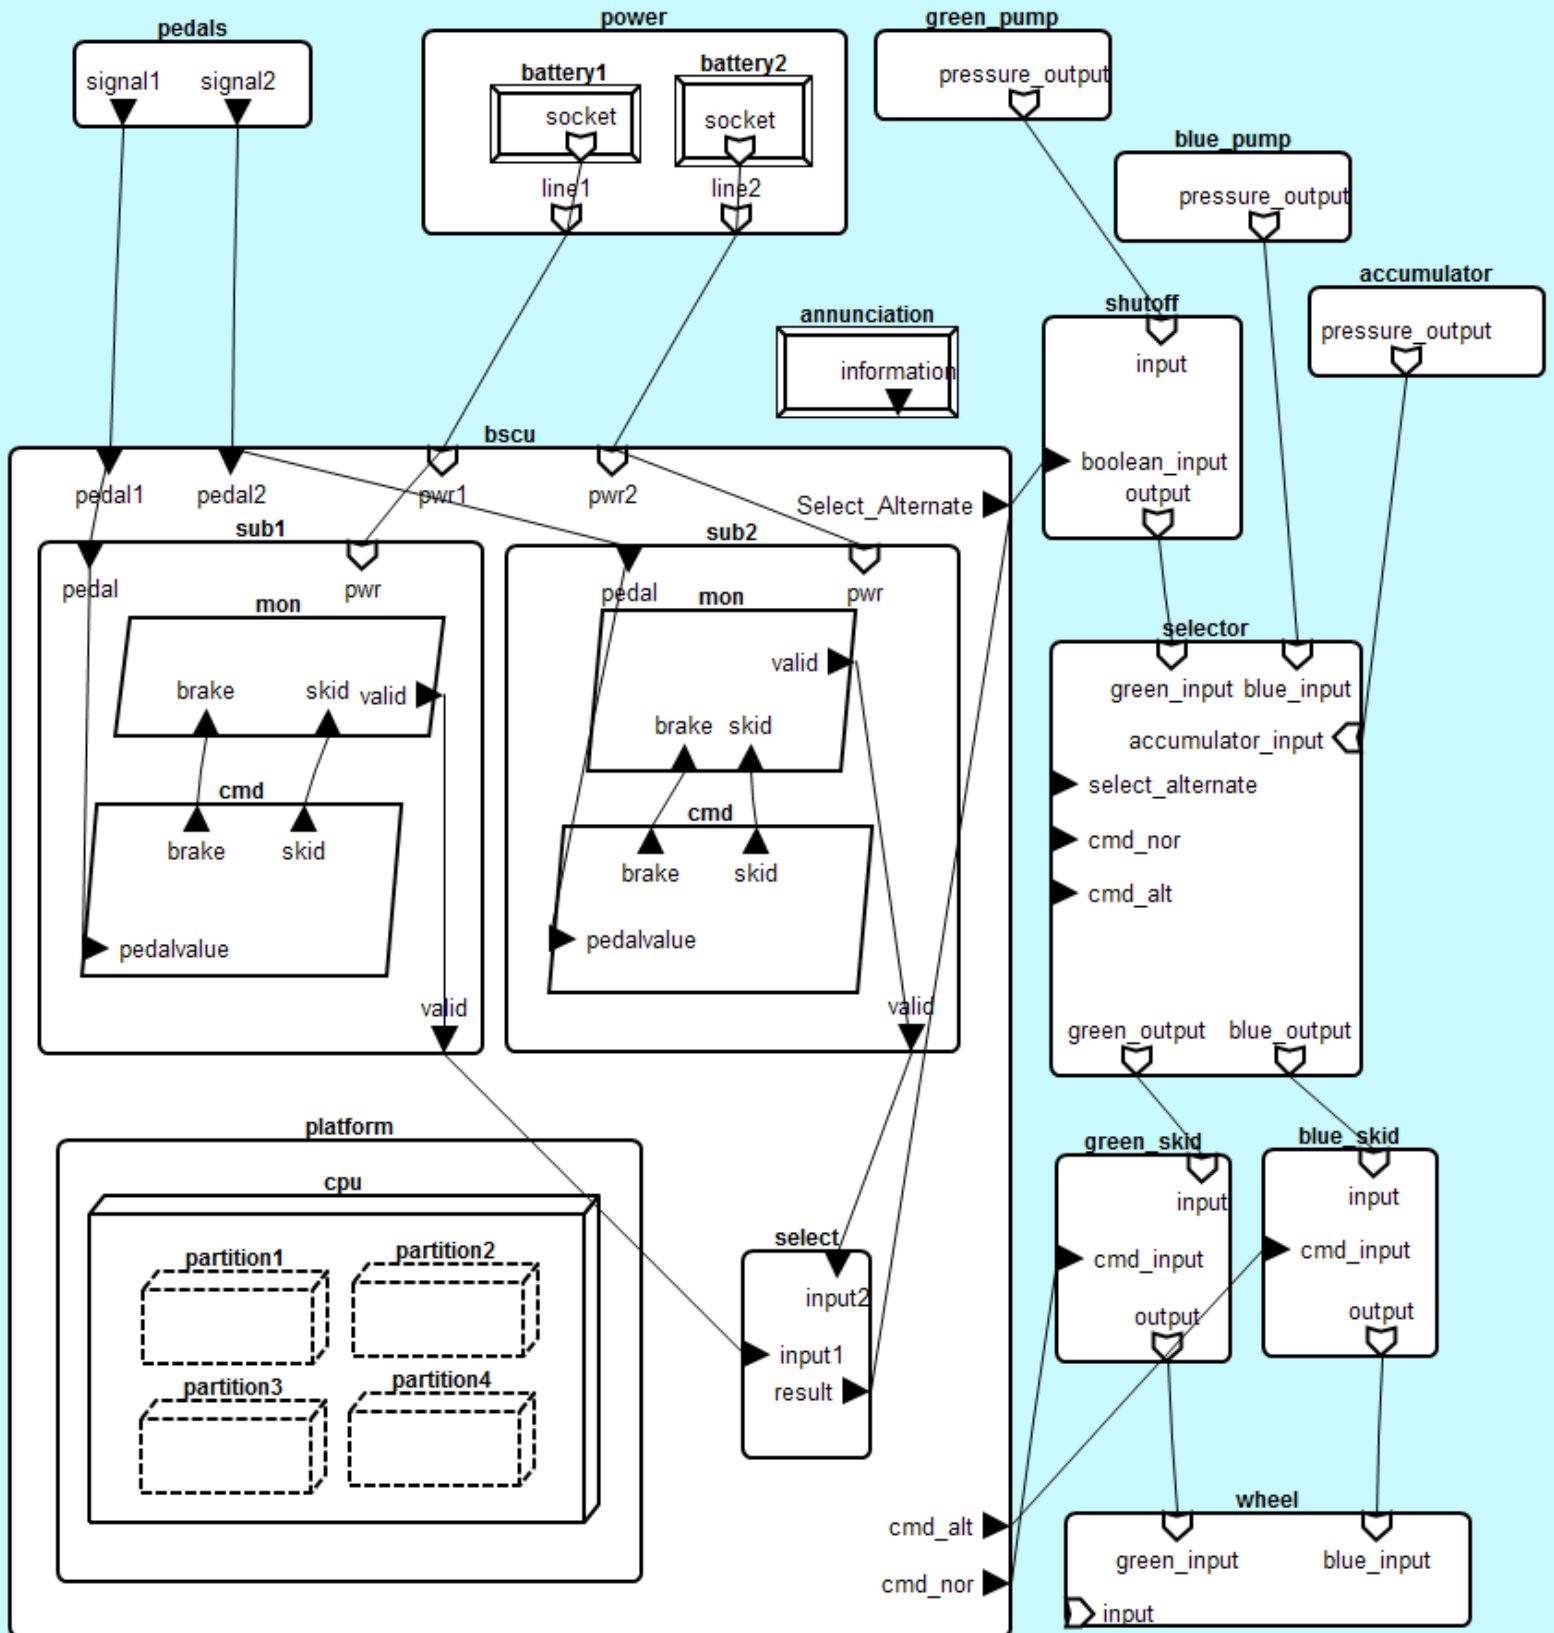 pedals
signal1 signal2
power
battery1
socket
battery2
socket
line1
line2
green_pump
pressure_output
blue_pump
pressure_output
accumulator
pressure_output
annunciation
information
shutoff
input
boolean_input
output
bscu
pedal1
pedal2
pwr1
pwr2
Select_Alternate
sub1
pedal
pwr
mon
brake
skid
valid
cmd
brake
skid
pedalvalue
valid
sub2
pedal
pwr
mon
valid
brake
skid
cmd
brake
skid
pedalvalue
valid
selector
green_input
blue_input
accumulator_input
select_alternate
cmd_nor
cmd_alt
green_output
blue_output
platform
cpu
partition1
partition2
partition3
partition4
select
input2
input1
result
cmd_alt
cmd_nor
green_skid
input
cmd_input
output
blue_skid
input
cmd_input
output
wheel
green_input
blue_input
input